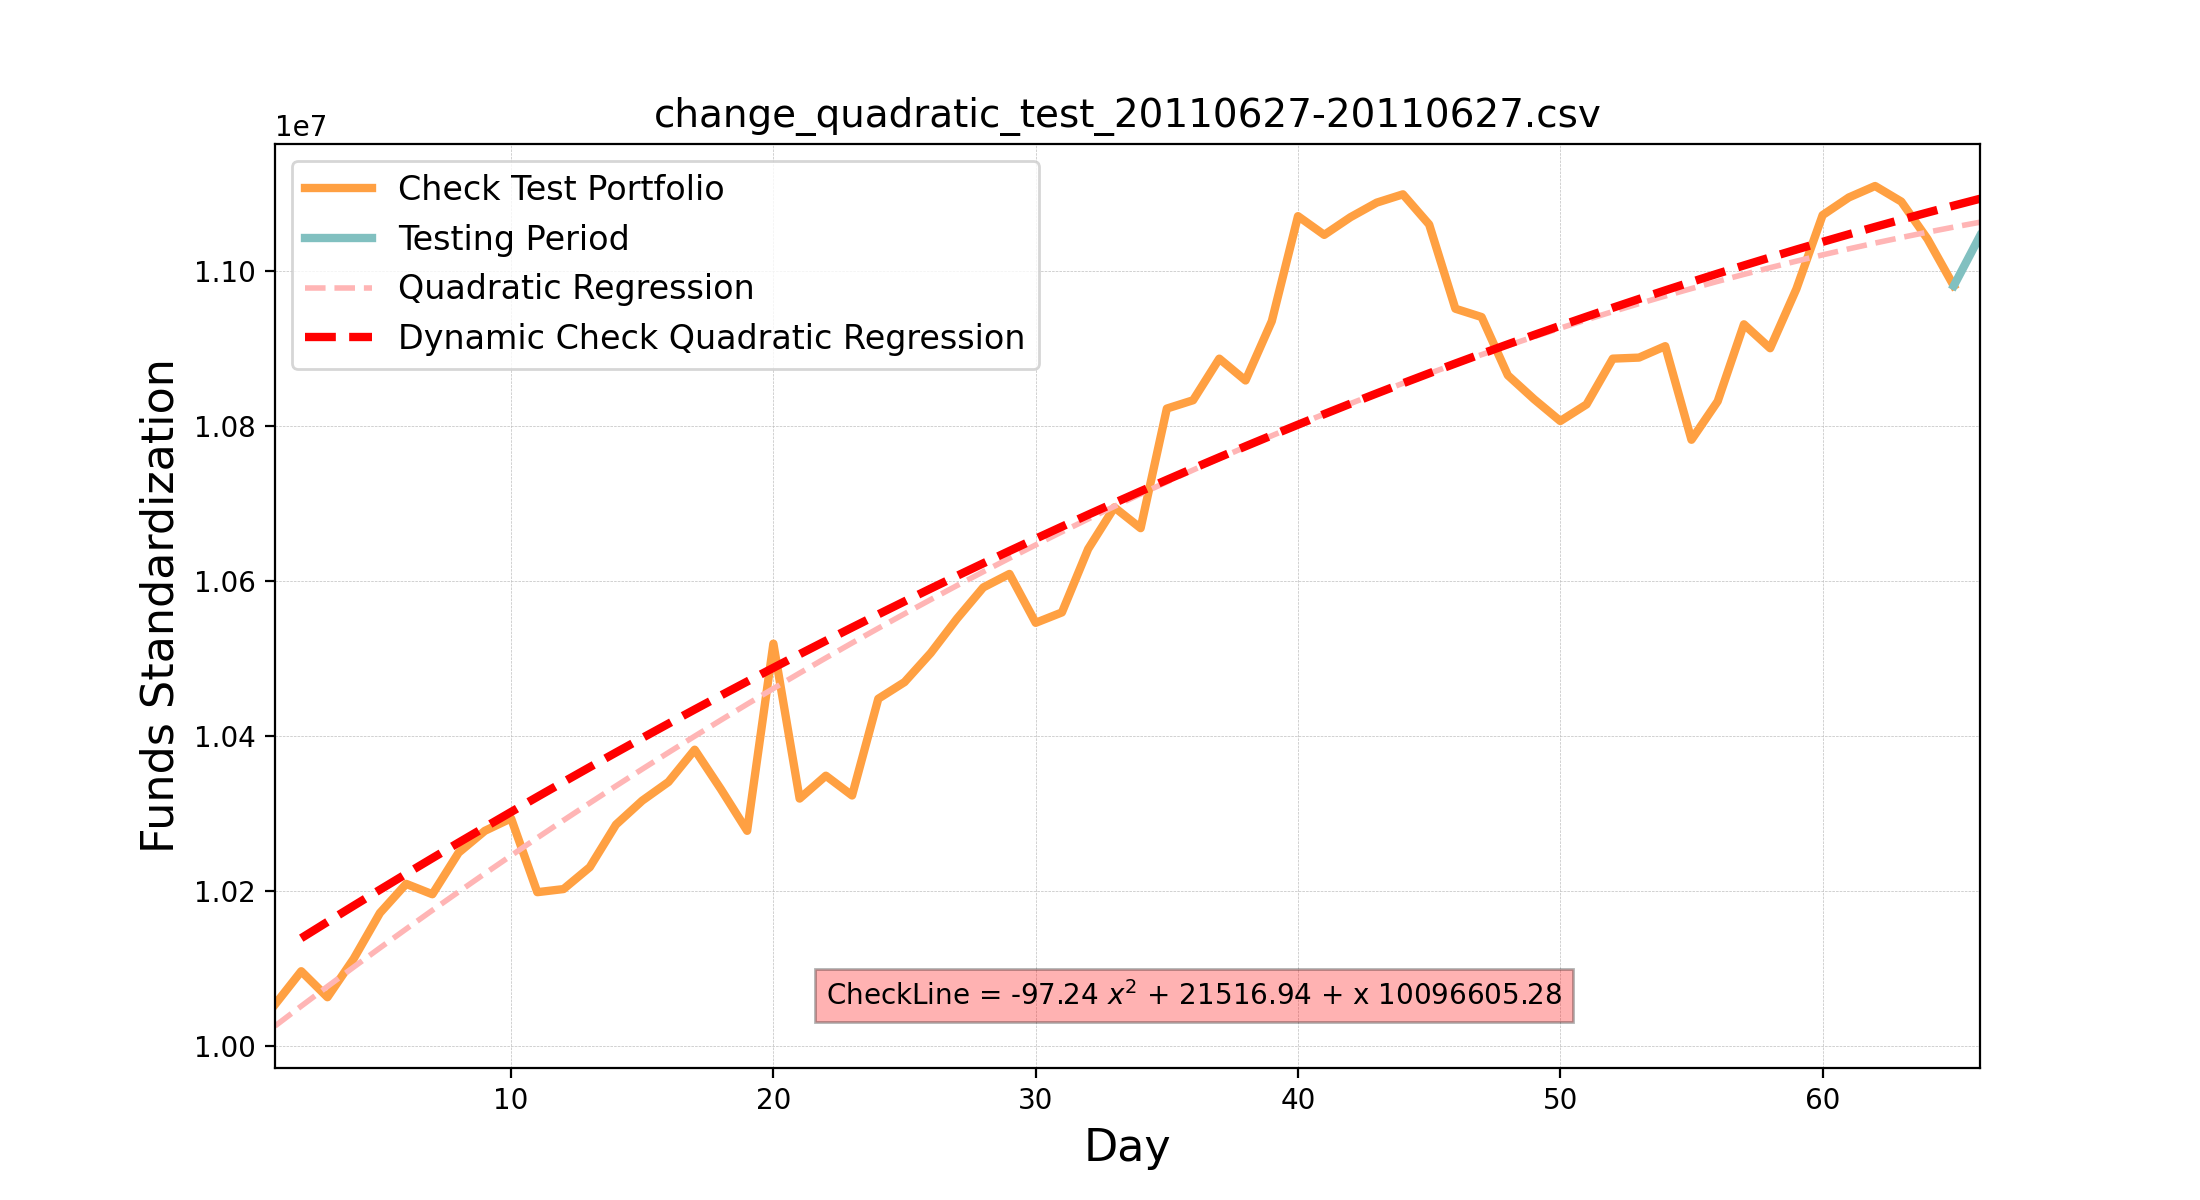 change_quadratic_test_20110627-20110627.csv
1e7
Check Test Portfolio
Testing Period
Quadratic Regression
Dynamic Check Quadratic Regression
1.10
1.08
1.06
1.04
1.02
1.00
Funds Standardization
CheckLine = -97.24 x² + 21516.94 + x 10096605.28
10 20 30 40 50 60
Day